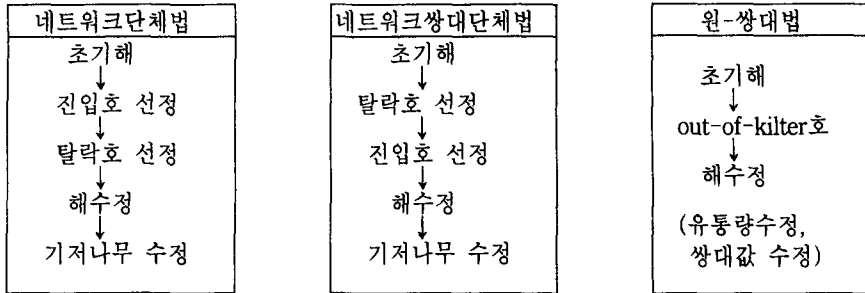 네트워크단체법
초기해
진입호 선정
탈락호 선정
해수정
기저나무 수정
네트워크쌍대단체법
초기해
탈락호 선정
진입호 선정
해수정
기저나무 수정
원-쌍대법
초기해
out-of-kilter호
해수정
(유통량수정,
쌍대값 수정)